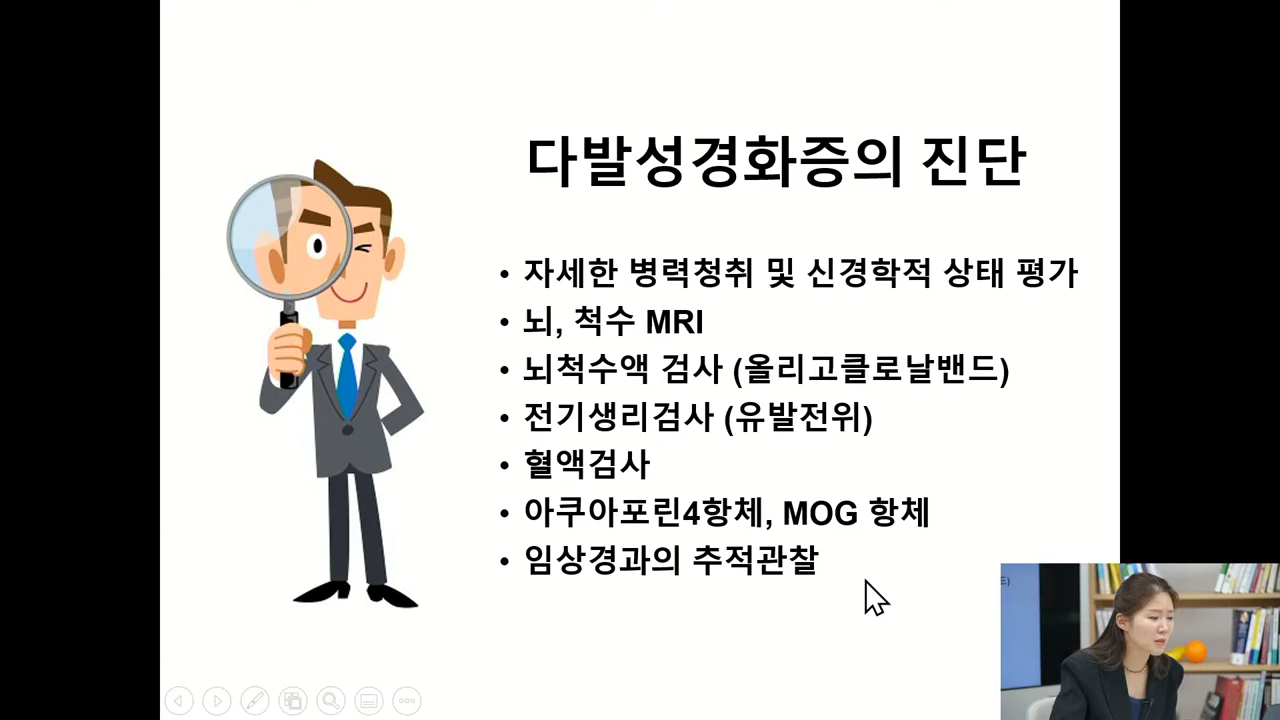 다발성경화증의 진단
• 자세한 병력청취 및 신경학적 상태 평가
• 뇌, 척수 MRI
• 뇌척수액 검사 (올리고클로날밴드)
• 전기생리검사 (유발전위)
• 혈액검사
• 아쿠아포린4항체, MOG 항체
• 임상경과의 추적관찰